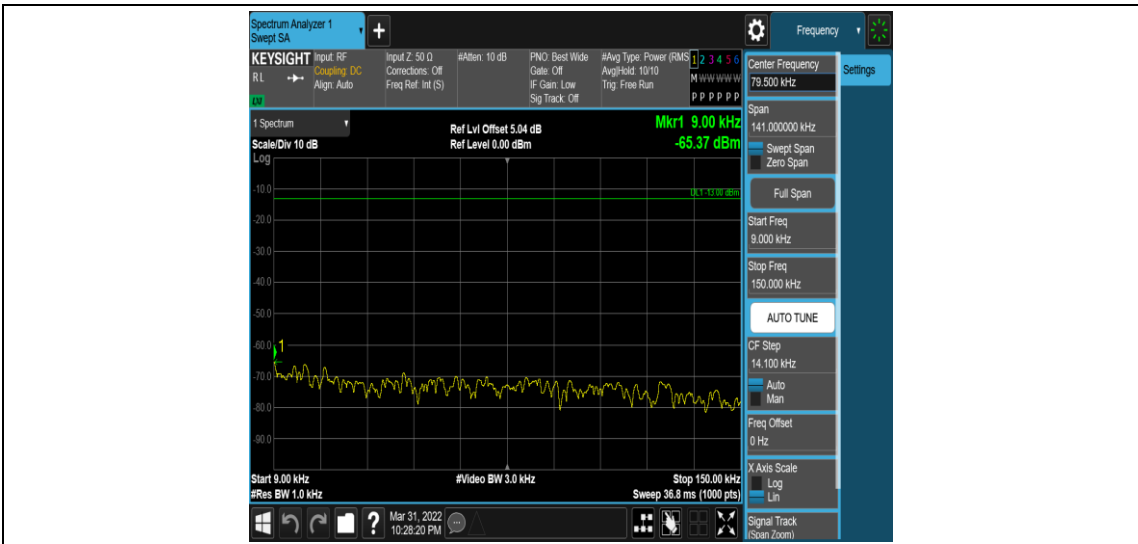 Spectrum Analyzer 1
Swept SA
+
Frequency
KEYSIGHT
RL
Input: RF
Coupling: DC
Align: Auto
Input Z: 50 Ω
Corrections: Off
Freq Ref: Int (S)
#Atten: 10 dB
PNO: Best Wide
Gate: Off
IF Gain: Low
Sig Track: Off
#Avg Type: Power (RMS
Avg|Hold: 10/10
Trig: Free Run
1 2 3 4 5 6
M W W W W W
P P P P P P
1 Spectrum
Scale/Div 10 dB
Log
Ref Lvl Offset 5.04 dB
Ref Level 0.00 dBm
Mkr1 9.00 kHz
-65.37 dBm
DL1 -13.00 dBm
-10.0
-20.0
-30.0
-40.0
-50.0
-60.0
1
-70.0
-80.0
-90.0
Start 9.00 kHz
#Res BW 1.0 kHz
#Video BW 3.0 kHz
Stop 150.00 kHz
Sweep 36.8 ms (1000 pts)
?
Mar 31, 2022
10:28:20 PM
Center Frequency
79.500 kHz
Settings
Span
141.000000 kHz
Swept Span
Zero Span
Full Span
Start Freq
9.000 kHz
Stop Freq
150.000 kHz
AUTO TUNE
CF Step
14.100 kHz
Auto
Man
Freq Offset
0 Hz
X Axis Scale
Log
Lin
Signal Track
(Span Zoom)